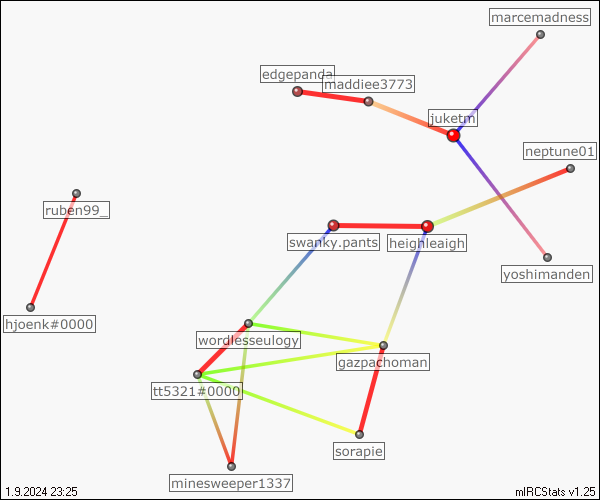 marcemadness
edgepanda
maddiee3773
juketm
neptune01
ruben99_
swanky.pants
heighleaigh
yoshimanden
hjoenk#0000
wordlesseulogy
gazpachoman
tt5321#0000
sorapie
minesweeper1337
1.9.2024 23:25
mIRCStats v1.25